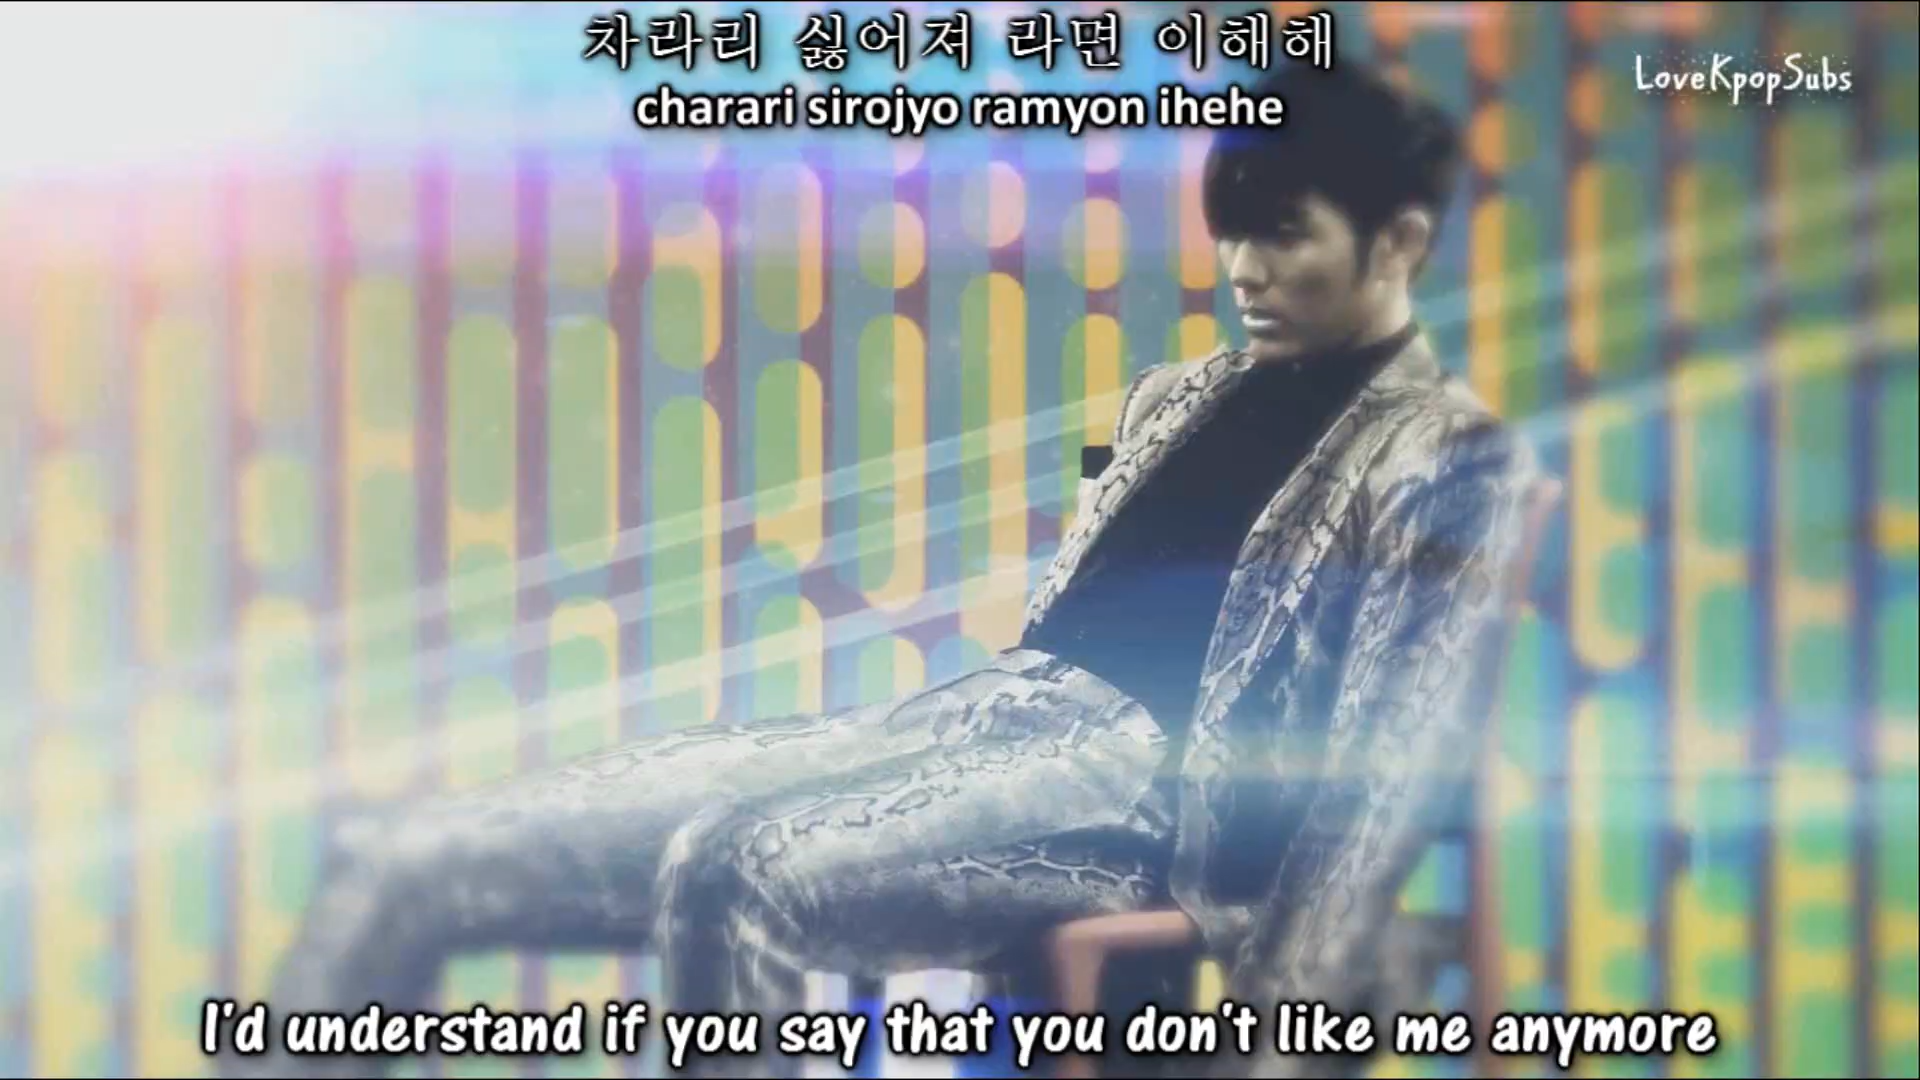 차라리 싫어져 라면 이해해
LoveKpopSubs
charari sirojyo ramyon ihehe
I'd understand if you say that you don't like me anymore